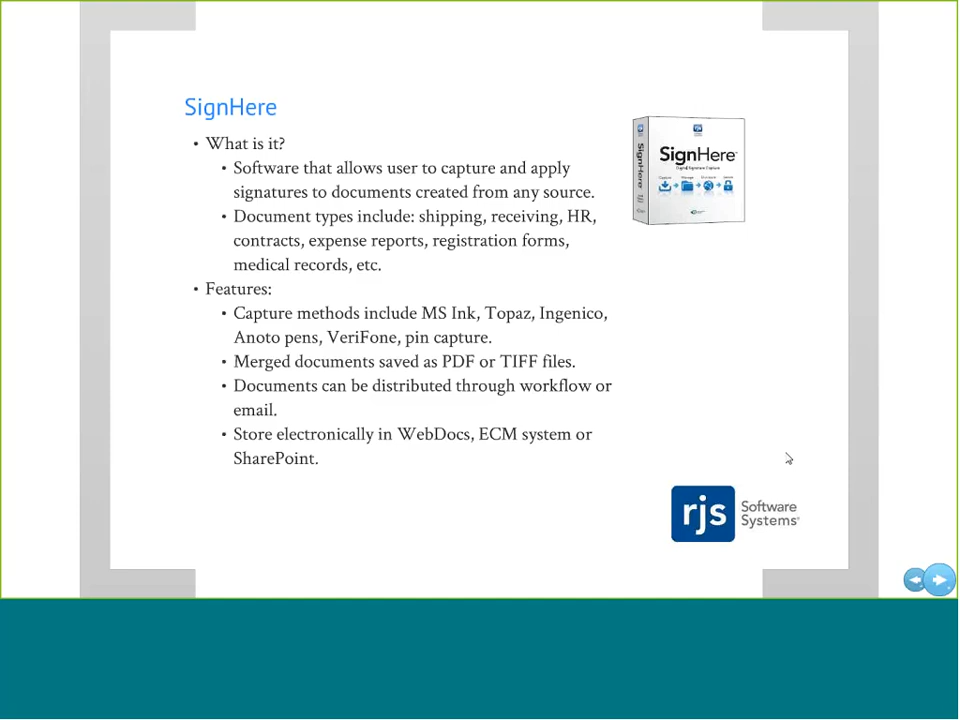 SignHere
• What is it?
• Software that allows user to capture and apply
signatures to documents created from any source.
• Document types include: shipping, receiving, HR,
contracts, expense reports, registration forms,
medical records, etc.
• Features:
• Capture methods include MS Ink, Topaz, Ingenico,
Anoto pens, VeriFone, pin capture.
• Merged documents saved as PDF or TIFF files.
• Documents can be distributed through workflow or
email.
• Store electronically in WebDocs, ECM system or
SharePoint.
SignHere
SignHere™
Digital Signature Capture
rjs Software
Systems®